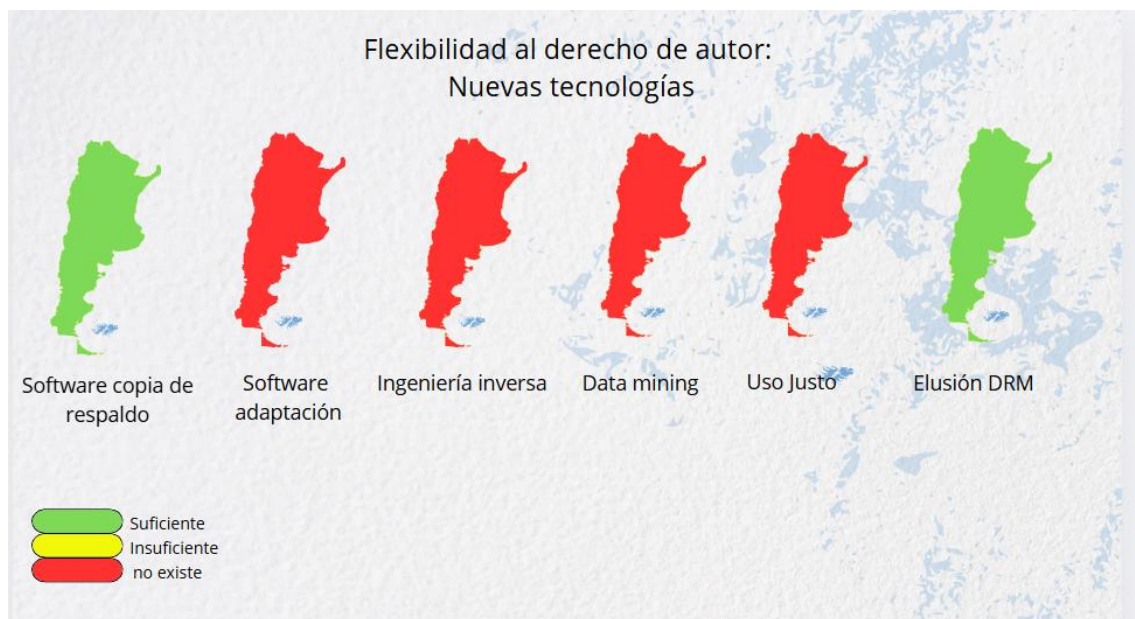 Flexibilidad al derecho de autor:
Nuevas tecnologías
Software copia de
respaldo
Software
adaptación
Ingeniería inversa
Data mining
Uso Justo
Elusión DRM
Suficiente
Insuficiente
no existe